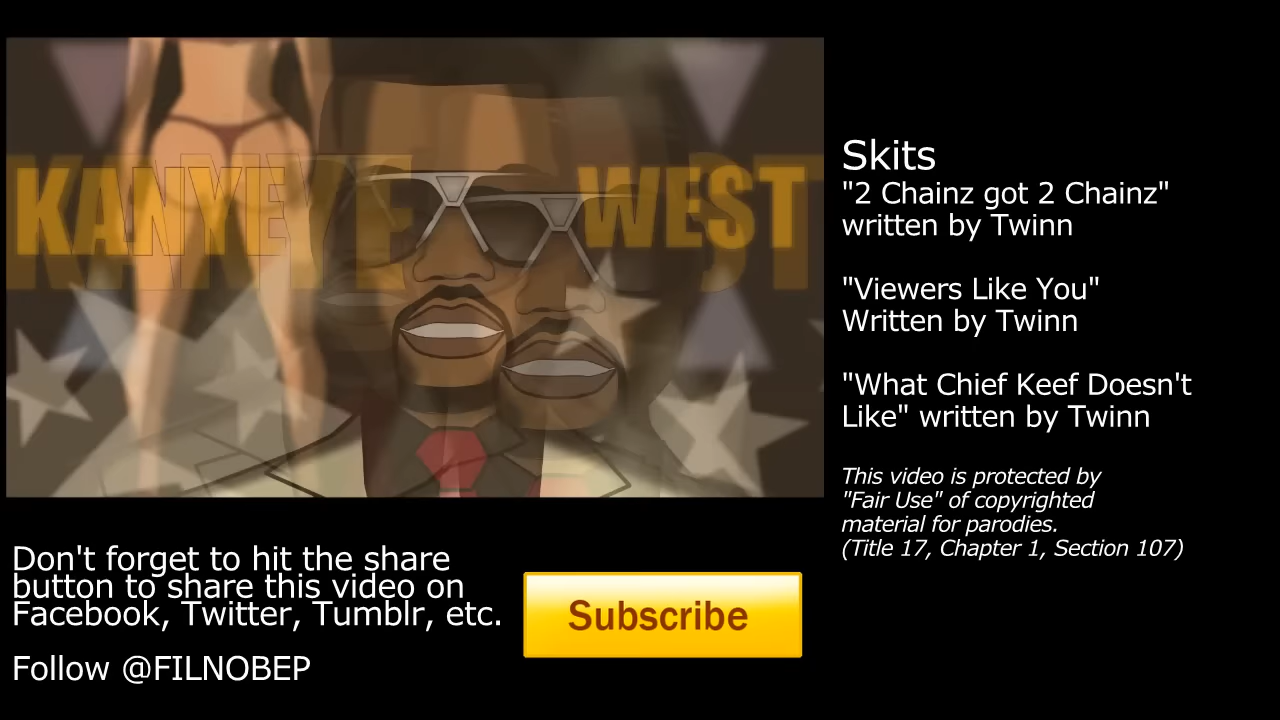 KANYE WEST
Skits
"2 Chainz got 2 Chainz"
written by Twinn
"Viewers Like You"
Written by Twinn
"What Chief Keef Doesn't
Like" written by Twinn
This video is protected by
"Fair Use" of copyrighted
material for parodies.
(Title 17, Chapter 1, Section 107)
Don't forget to hit the share
button to share this video on
Facebook, Twitter, Tumblr, etc.
Follow @FILNOBEP
Subscribe